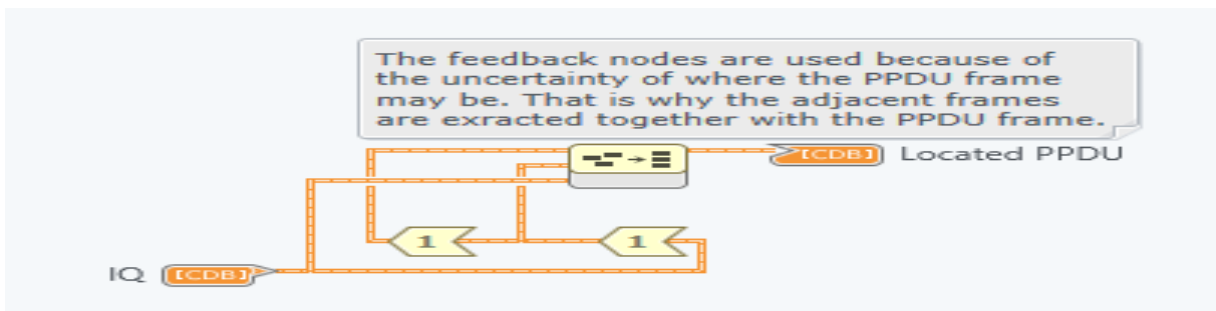 The feedback nodes are used because of
the uncertainty of where the PPDU frame
may be. That is why the adjacent frames
are exracted together with the PPDU frame.
[CDB] Located PPDU
1 1
IQ [CDB]